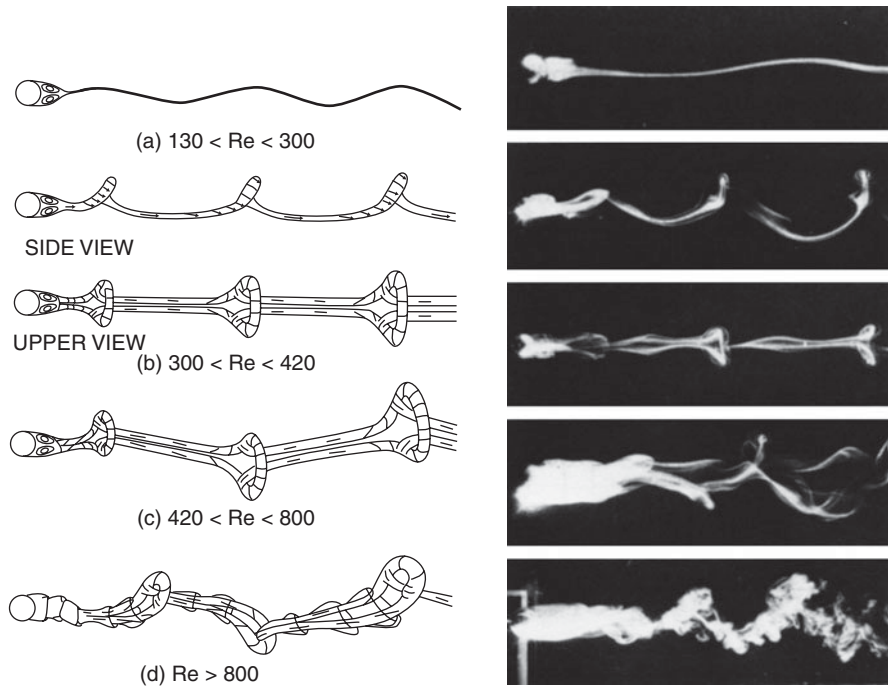 (a) 130 < Re < 300
SIDE VIEW
UPPER VIEW
(b) 300 < Re < 420
(c) 420 < Re < 800
(d) Re > 800